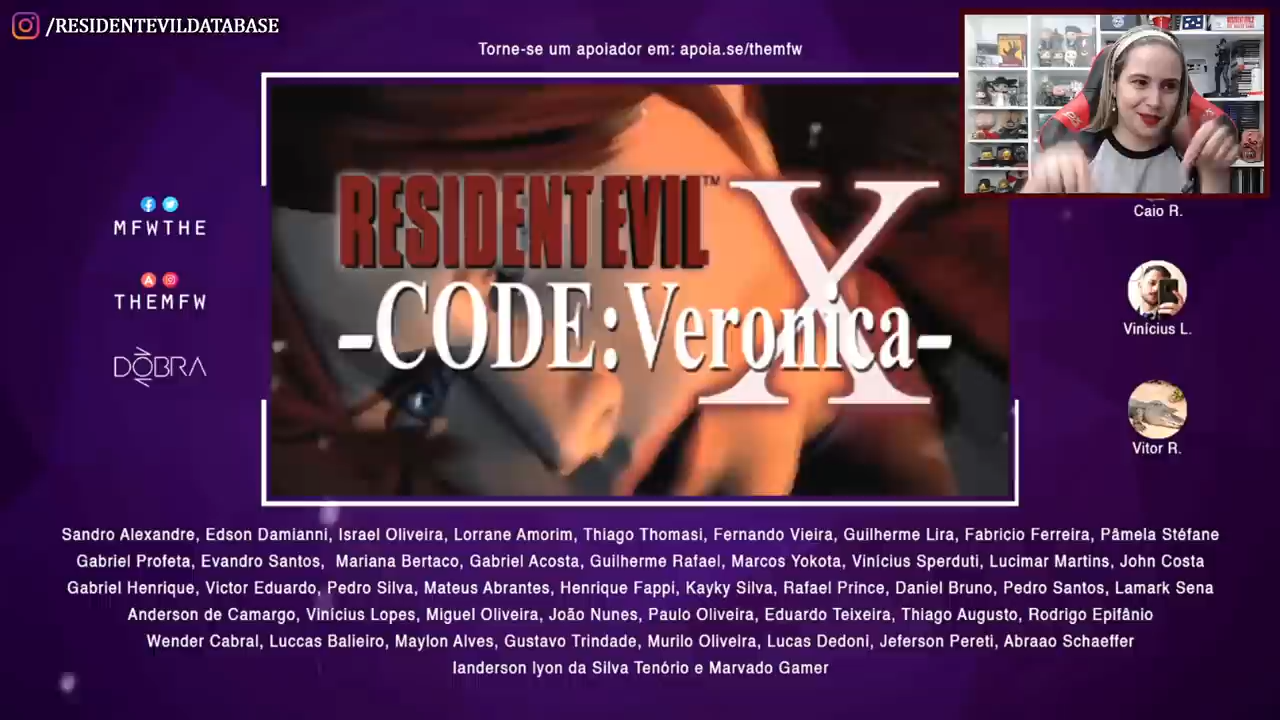 /RESIDENTEVILDATABASE
Torne-se um apoiador em: apoia.se/themfw
RESIDENT EVIL™ X
-CODE:Veronica-
MFWTHE
THEMFW
DOBRA
Caio R.
Vinícius L.
Vitor R.
Sandro Alexandre, Edson Damianni, Israel Oliveira, Lorrane Amorim, Thiago Thomasi, Fernando Vieira, Guilherme Lira, Fabricio Ferreira, Pâmela Stéfane
Gabriel Profeta, Evandro Santos, Mariana Bertaco, Gabriel Acosta, Guilherme Rafael, Marcos Yokota, Vinícius Sperduti, Lucimar Martins, John Costa
Gabriel Henrique, Victor Eduardo, Pedro Silva, Mateus Abrantes, Henrique Fappi, Kayky Silva, Rafael Prince, Daniel Bruno, Pedro Santos, Lamark Sena
Anderson de Camargo, Vinícius Lopes, Miguel Oliveira, João Nunes, Paulo Oliveira, Eduardo Teixeira, Thiago Augusto, Rodrigo Epifânio
Wender Cabral, Luccas Balieiro, Maylon Alves, Gustavo Trindade, Murilo Oliveira, Lucas Dedoni, Jeferson Pereti, Abraao Schaeffer
Ianderson Iyon da Silva Tenório e Marvado Gamer